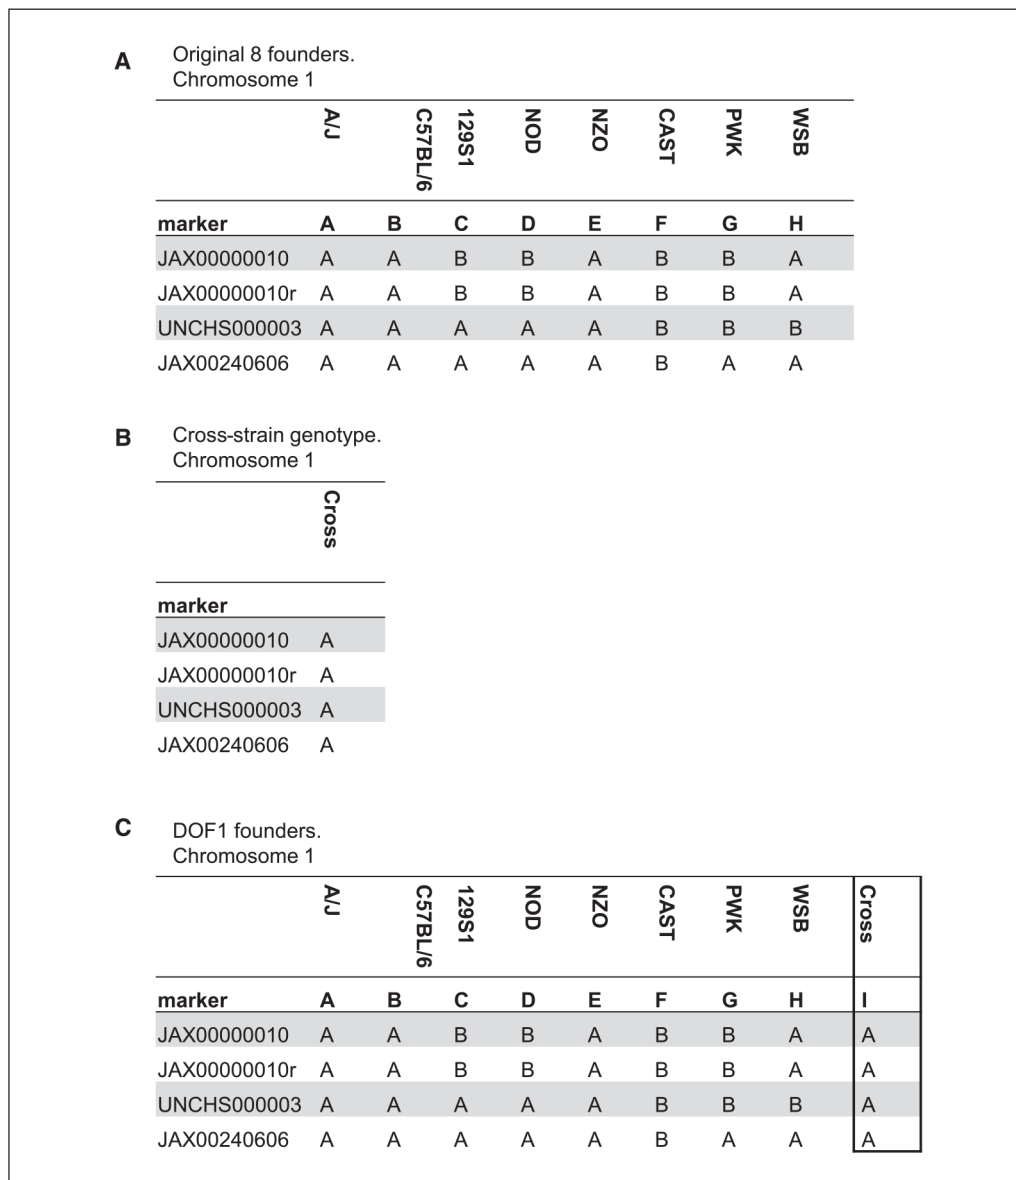 A Original 8 founders.
Chromosome 1
A/J C57BL/6 129S1 NOD NZO CAST PWK WSB
marker A B C D E F G H
JAX00000010 A A B B A B B A
JAX00000010r A A B B A B B A
UNCHS000003 A A A A A B B B
JAX00240606 A A A A A B A A
B Cross-strain genotype.
Chromosome 1
Cross
marker
JAX00000010 A
JAX00000010r A
UNCHS000003 A
JAX00240606 A
C DOF1 founders.
Chromosome 1
A/J C57BL/6 129S1 NOD NZO CAST PWK WSB Cross
marker A B C D E F G H I
JAX00000010 A A B B A B B A A
JAX00000010r A A B B A B B A A
UNCHS000003 A A A A A B B B A
JAX00240606 A A A A A B A A A